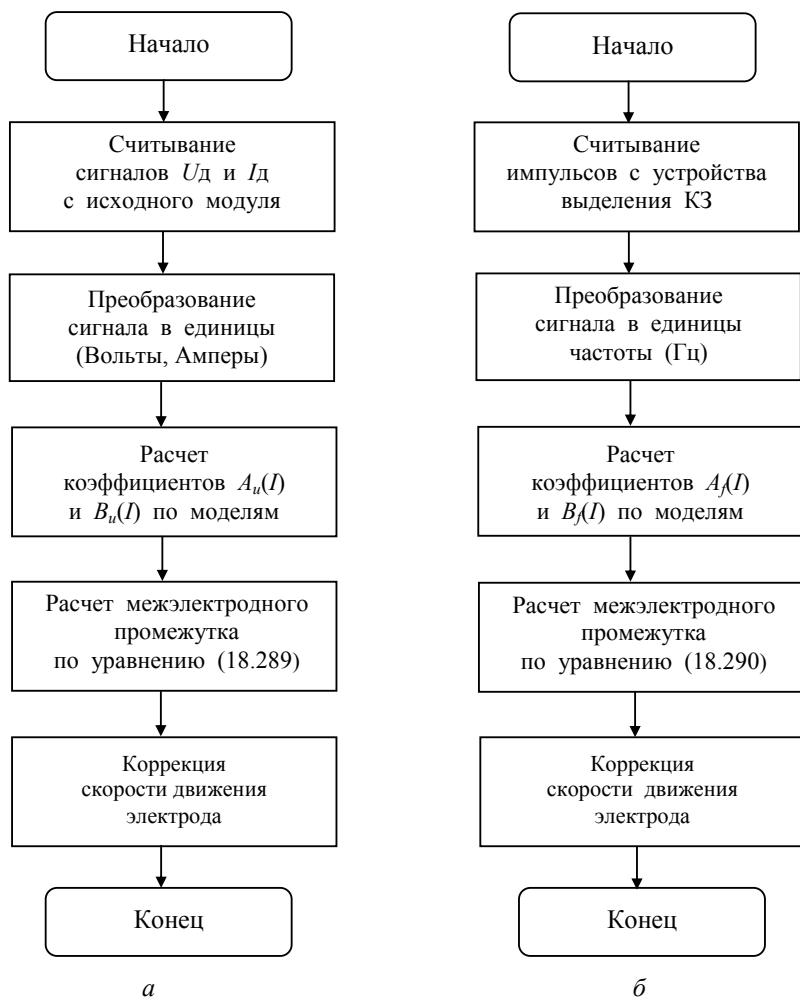 Начало
Считывание
сигналов Uд и Iд
с исходного модуля
Преобразование
сигнала в единицы
(Вольты, Амперы)
Расчет
коэффициентов Au(I)
и Bu(I) по моделям
Расчет межэлектродного
промежутка
по уравнению (18.289)
Коррекция
скорости движения
электрода
Конец
а
Начало
Считывание
импульсов с устройства
выделения КЗ
Преобразование
сигнала в единицы
частоты (Гц)
Расчет
коэффициентов Af(I)
и Bf(I) по моделям
Расчет межэлектродного
промежутка
по уравнению (18.290)
Коррекция
скорости движения
электрода
Конец
б